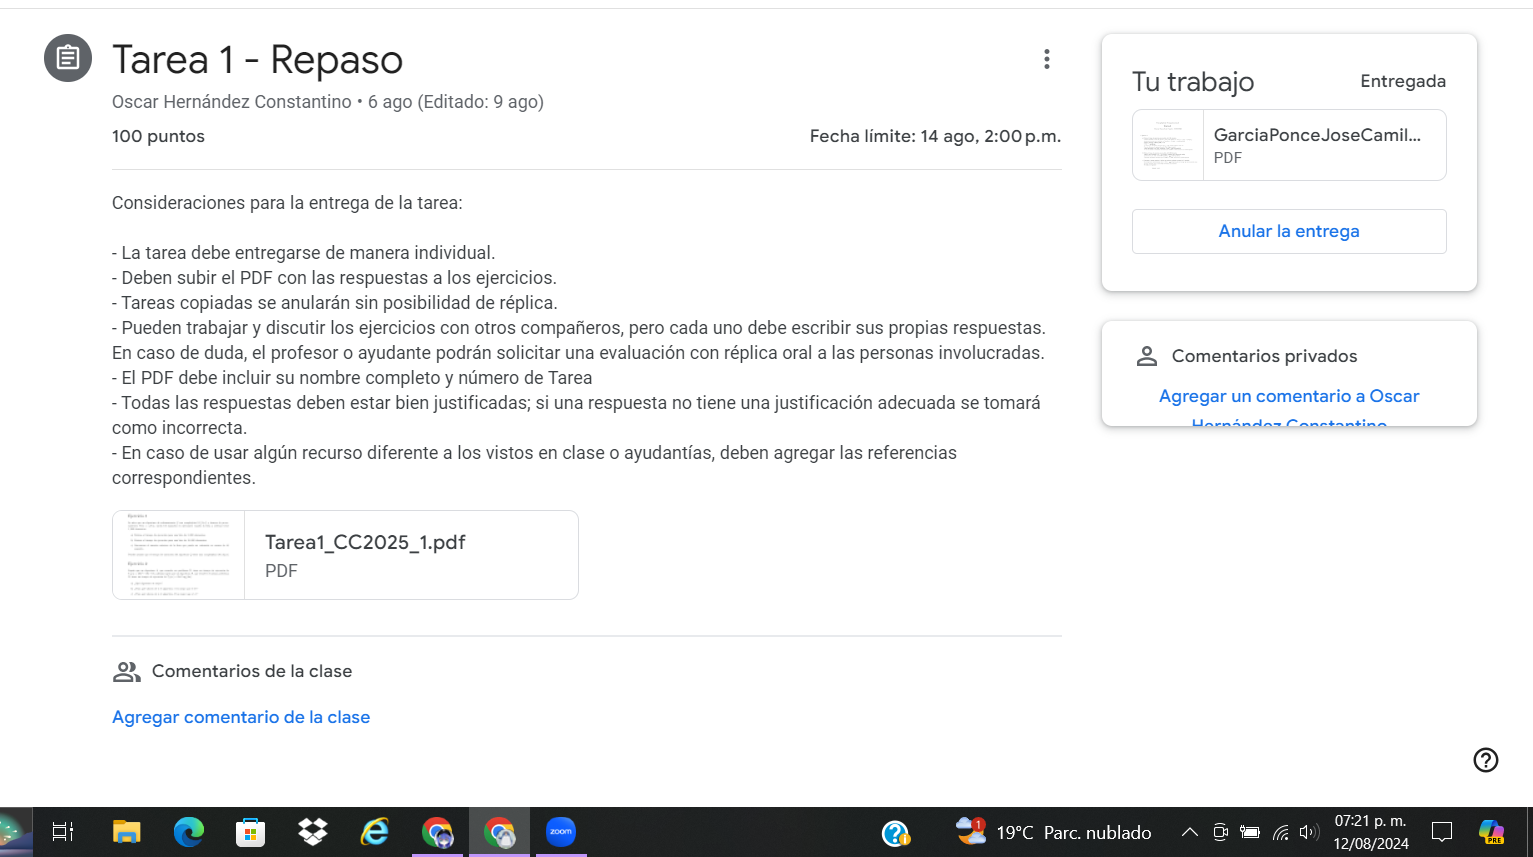 Tarea 1 - Repaso
Oscar Hernández Constantino • 6 ago (Editado: 9 ago)
100 puntos
Fecha límite: 14 ago, 2:00 p.m.
Consideraciones para la entrega de la tarea:
- La tarea debe entregarse de manera individual.
- Deben subir el PDF con las respuestas a los ejercicios.
- Tareas copiadas se anularán sin posibilidad de réplica.
- Pueden trabajar y discutir los ejercicios con otros compañeros, pero cada uno debe escribir sus propias respuestas.
En caso de duda, el profesor o ayudante podrán solicitar una evaluación con réplica oral a las personas involucradas.
- El PDF debe incluir su nombre completo y número de Tarea
- Todas las respuestas deben estar bien justificadas; si una respuesta no tiene una justificación adecuada se tomará
como incorrecta.
- En caso de usar algún recurso diferente a los vistos en clase o ayudantías, deben agregar las referencias
correspondientes.
Tarea1_CC2025_1.pdf
PDF
Comentarios de la clase
Agregar comentario de la clase
Tu trabajo
Entregada
GarciaPonceJoseCamil...
PDF
Anular la entrega
Comentarios privados
Agregar un comentario a Oscar
Hernández Constantino
zoom
1
19°C Parc. nublado
07:21 p. m.
12/08/2024
PRE